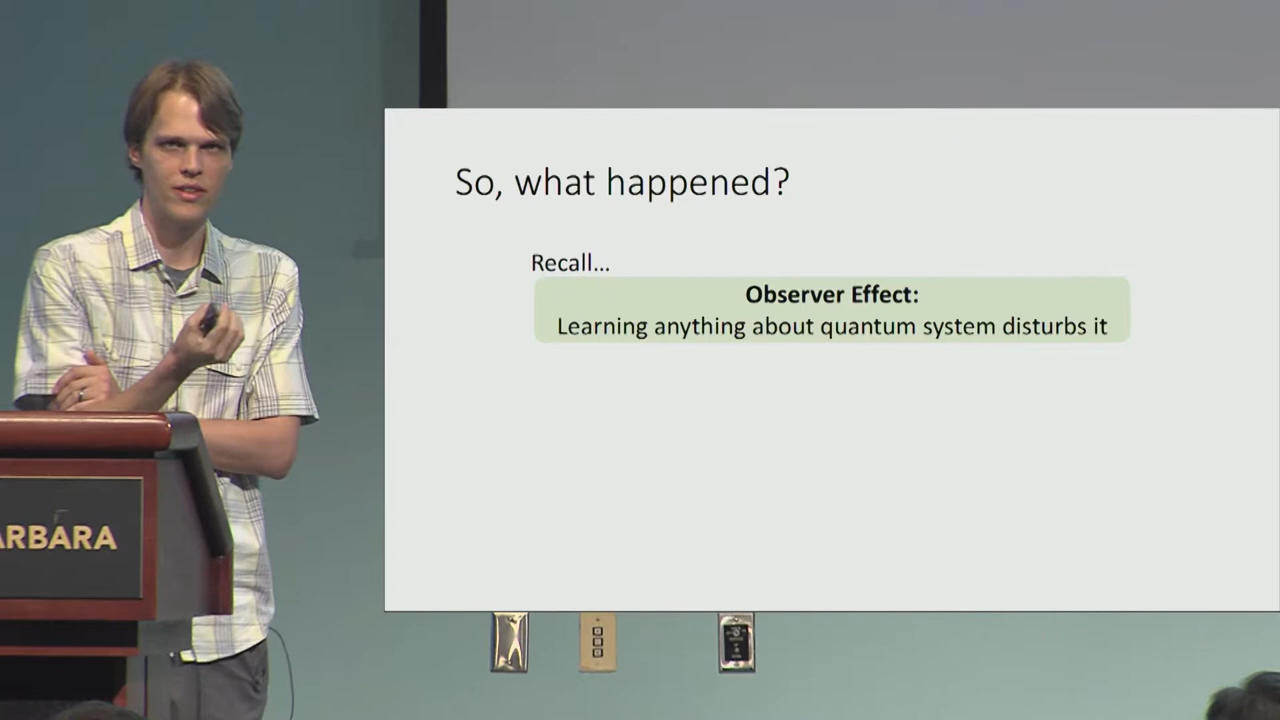 So, what happened?
Recall...
Observer Effect:
Learning anything about quantum system disturbs it
ARBARA